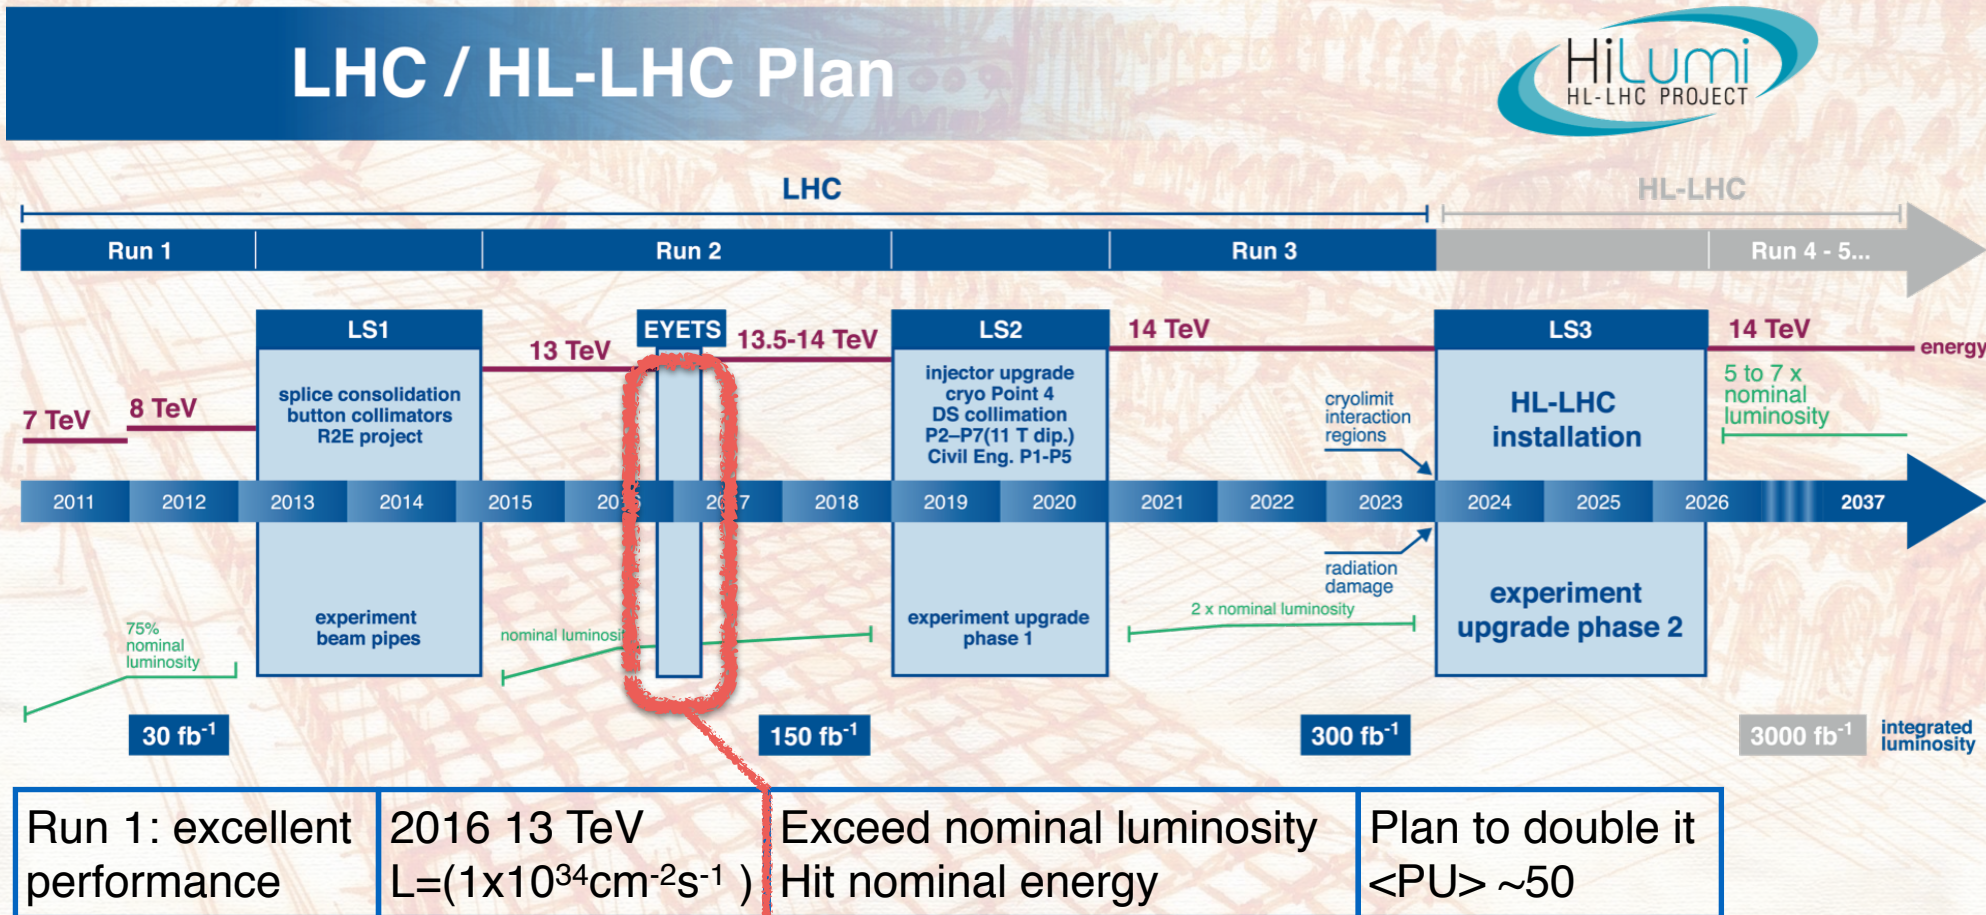 LHC / HL-LHC Plan
HiLumi
HL-LHC PROJECT
LHC
HL-LHC
Run 1
Run 2
Run 3
Run 4 - 5...
LS1
EYETS
LS2
LS3
splice consolidation
button collimators
R2E project
injector upgrade
cryo Point 4
DS collimation
P2–P7(11 T dip.)
Civil Eng. P1-P5
HL-LHC
installation
7 TeV
8 TeV
13 TeV
13.5-14 TeV
14 TeV
14 TeV
energy
cryolimit
interaction
regions
5 to 7 x
nominal
luminosity
2011
2012
2013
2014
2015
2016
2017
2018
2019
2020
2021
2022
2023
2024
2025
2026
2037
radiation
damage
75%
nominal
luminosity
experiment
beam pipes
nominal luminosi
experiment upgrade
phase 1
2 x nominal luminosity
experiment
upgrade phase 2
30 fb-1
150 fb-1
300 fb-1
3000 fb-1
integrated
luminosity
Run 1: excellent
performance
2016 13 TeV
L=(1x10³⁴cm-²s-¹ )
Exceed nominal luminosity
Hit nominal energy
Plan to double it
<PU> ~50